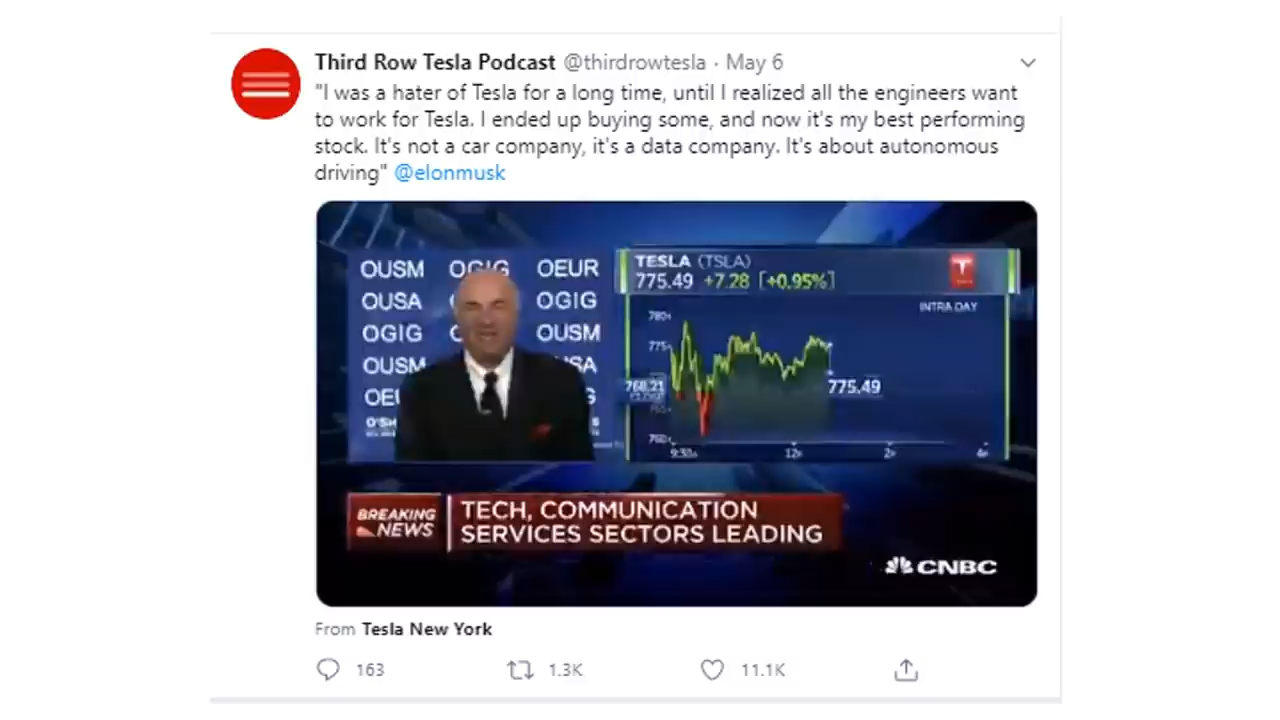 Third Row Tesla Podcast @thirdrowtesla · May 6
"I was a hater of Tesla for a long time, until I realized all the engineers want
to work for Tesla. I ended up buying some, and now it's my best performing
stock. It's not a car company, it's a data company. It's about autonomous
driving" @elonmusk
OUSM OGIG OEUR
OUSA OGIG
OGIG OUSM
OUSM
TESLA (TSLA)
775.49 +7.28 [+0.95%]
INTRA DAY
780
775
768.21
CLOSE
760
775.49
9:30A 12P 2P 4P
BREAKING
NEWS
TECH, COMMUNICATION
SERVICES SECTORS LEADING
CNBC
From Tesla New York
163 1.3K 11.1K